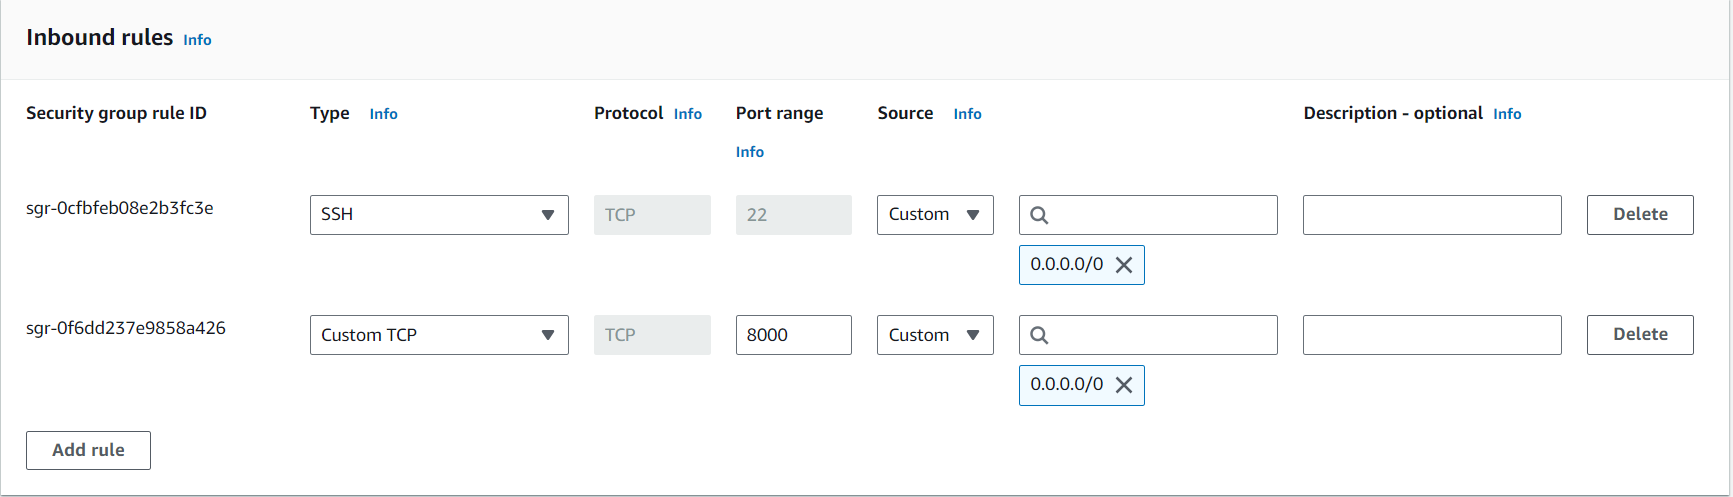 Inbound rules Info
Security group rule ID Type Info Protocol Info Port range Source Info Description - optional Info
Info
sgr-0cfbfeb08e2b3fc3e SSH TCP 22 Custom Delete
0.0.0.0/0
sgr-0f6dd237e9858a426 Custom TCP TCP 8000 Custom Delete
0.0.0.0/0
Add rule